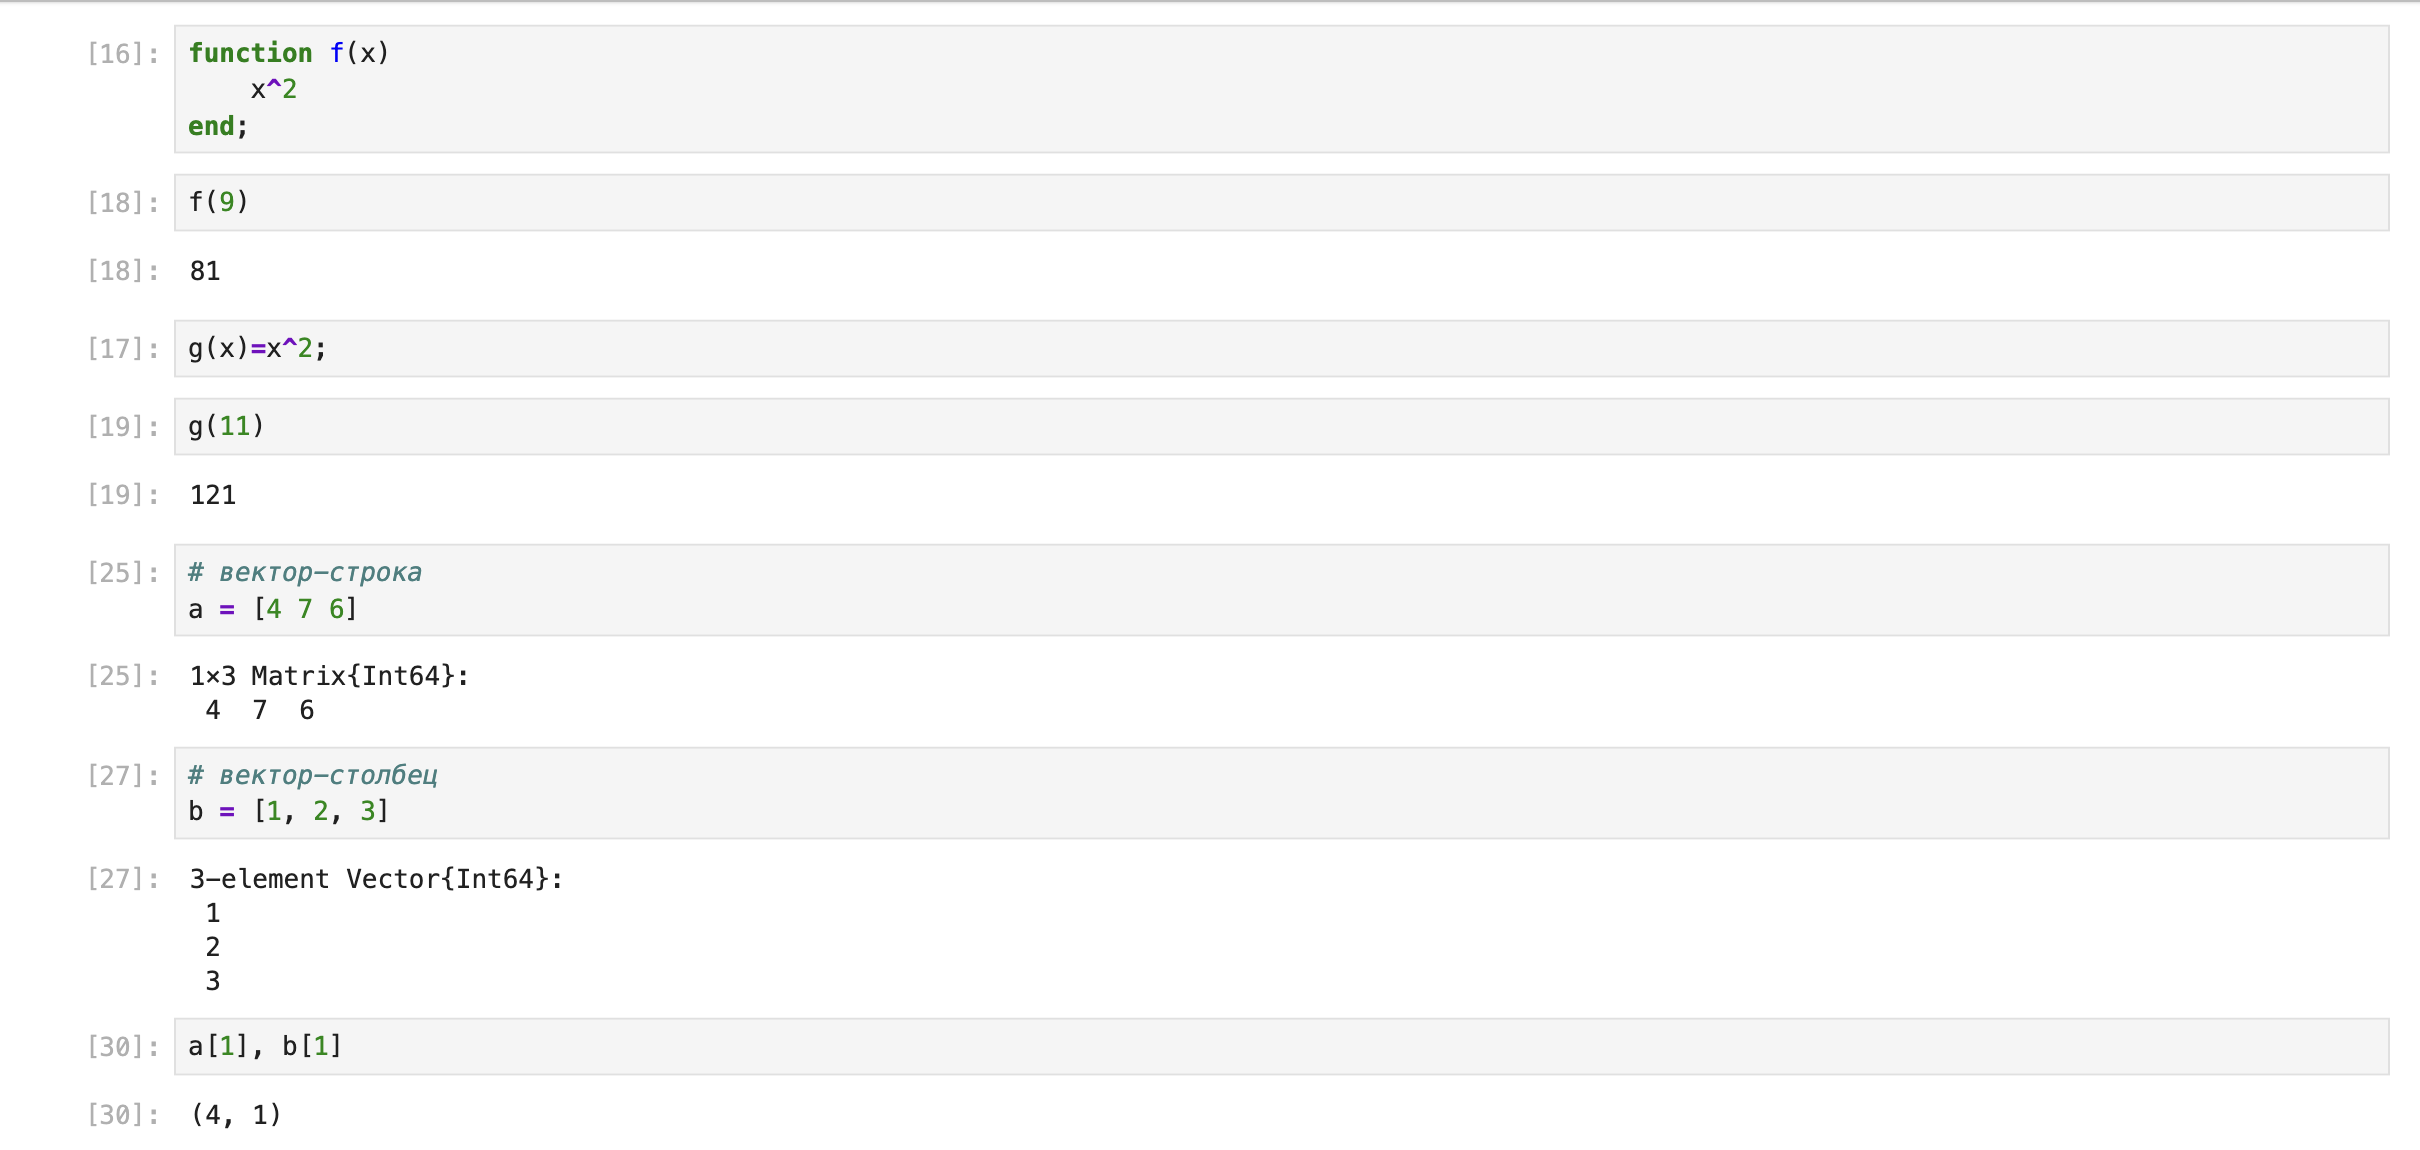 [16]: function f(x)
    x^2
end;
[18]: f(9)
[18]: 81
[17]: g(x)=x^2;
[19]: g(11)
[19]: 121
[25]: # вектор-строка
a = [4 7 6]
[25]: 1×3 Matrix{Int64}:
 4  7  6
[27]: # вектор-столбец
b = [1, 2, 3]
[27]: 3-element Vector{Int64}:
 1
 2
 3
[30]: a[1], b[1]
[30]: (4, 1)